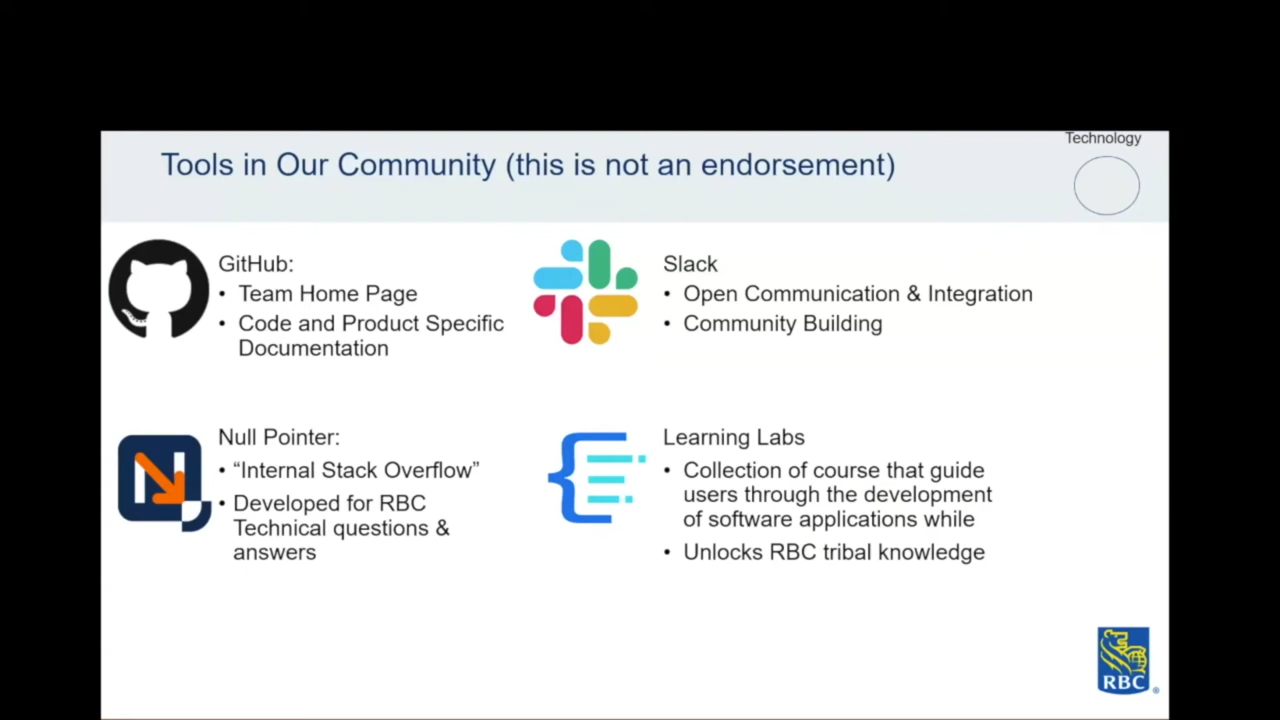 Technology
Tools in Our Community (this is not an endorsement)
GitHub:
• Team Home Page
• Code and Product Specific
Documentation
Slack
• Open Communication & Integration
• Community Building
Null Pointer:
• “Internal Stack Overflow”
• Developed for RBC
Technical questions &
answers
Learning Labs
• Collection of course that guide
users through the development
of software applications while
• Unlocks RBC tribal knowledge
N
RBC
®